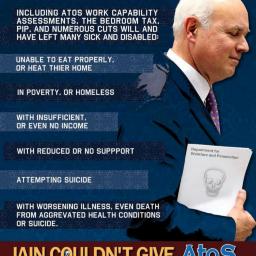 INCLUDING ATOS WORK CAPABILITY
ASSESSMENTS, THE BEDROOM TAX,
PIP, AND NUMEROUS CUTS WILL AND
HAVE LEFT MANY SICK AND DISABLED:
UNABLE TO EAT PROPERLY,
OR HEAT THIER HOME
IN POVERTY, OR HOMELESS
WITH INSUFFICIENT,
OR EVEN NO INCOME
WITH REDUCED OR NO SUPPPORT
ATTEMPTING SUICIDE
WITH WORSENING ILLNESS, EVEN DEATH
FROM AGGREVATED HEALTH CONDITIONS
OR SUICIDE.
Department for
IAIN COULDN'T GIVE AtoS